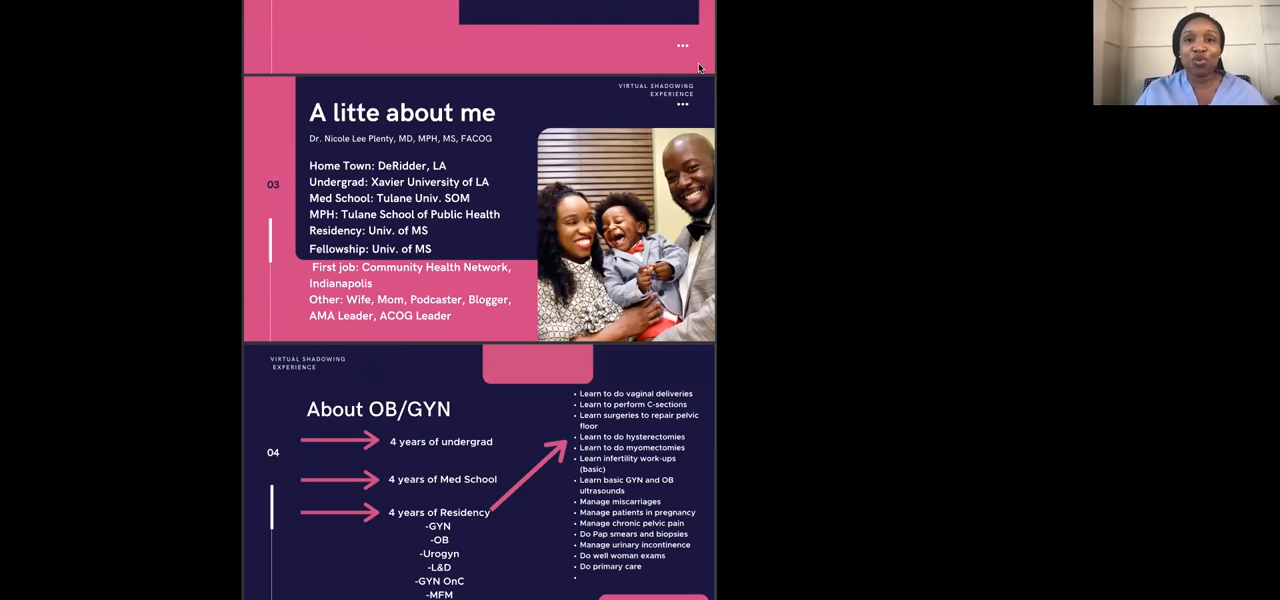 VIRTUAL SHADOWING
EXPERIENCE
A litte about me
Dr. Nicole Lee Plenty, MD, MPH, MS, FACOG
Home Town: DeRidder, LA
Undergrad: Xavier University of LA
Med School: Tulane Univ. SOM
MPH: Tulane School of Public Health
Residency: Univ. of MS
Fellowship: Univ. of MS
First job: Community Health Network,
Indianapolis
Other: Wife, Mom, Podcaster, Blogger,
AMA Leader, ACOG Leader
03
VIRTUAL SHADOWING
EXPERIENCE
About OB/GYN
04
4 years of undergrad
4 years of Med School
4 years of Residency
-GYN
-OB
-Urogyn
-L&D
-GYN OnC
-MFM
• Learn to do vaginal deliveries
• Learn to perform C-sections
• Learn surgeries to repair pelvic
floor
• Learn to do hysterectomies
• Learn to do myomectomies
• Learn infertility work-ups
(basic)
• Learn basic GYN and OB
ultrasounds
• Manage miscarriages
• Manage patients in pregnancy
• Manage chronic pelvic pain
• Do Pap smears and biopsies
• Manage urinary incontinence
• Do well woman exams
• Do primary care
•